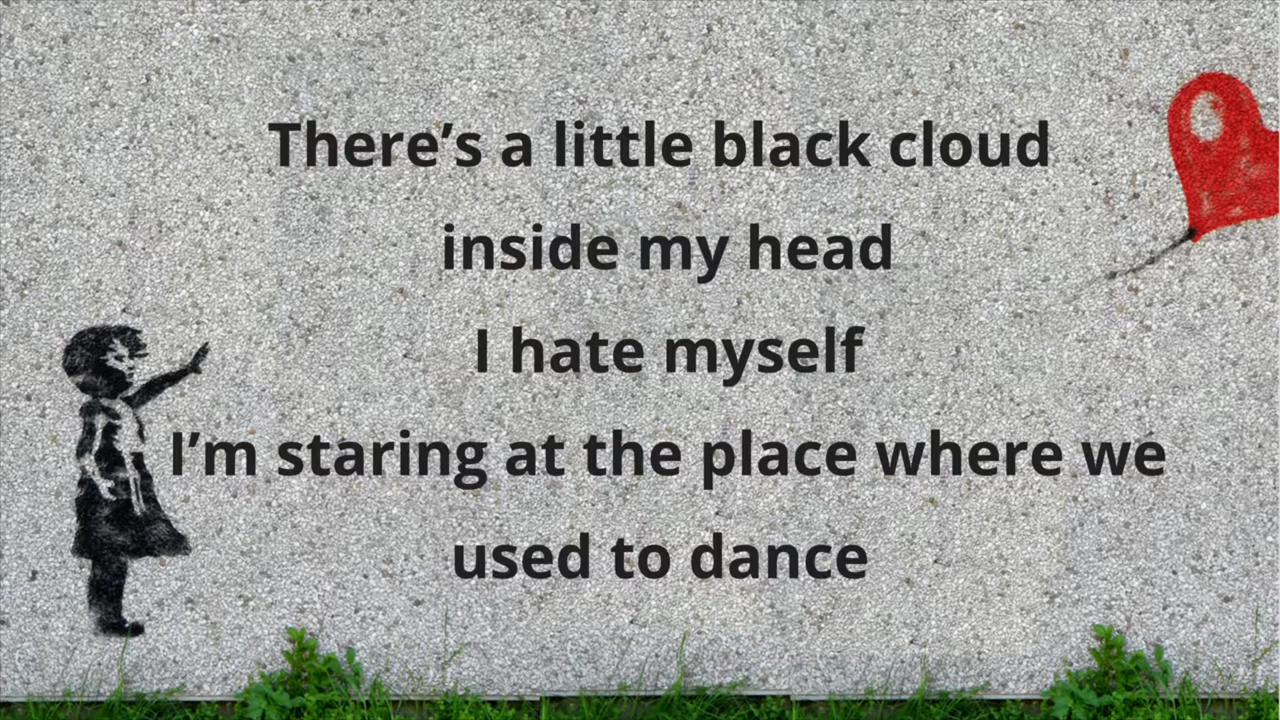 There’s a little black cloud
inside my head
I hate myself
I’m staring at the place where we
used to dance